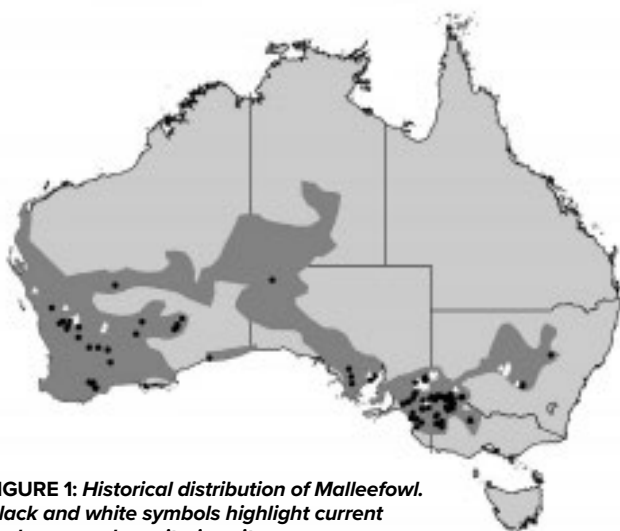 IGURE 1: Historical distribution of Malleefowl.
lack and white symbols highlight current